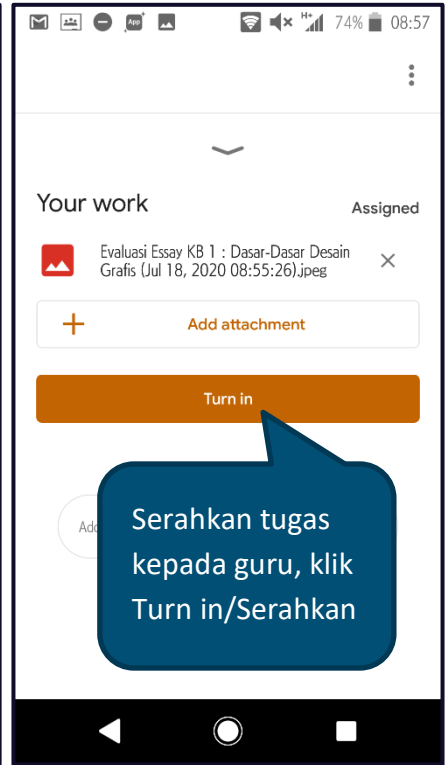 App H+ 74% 08:57
Your work Assigned
Evaluasi Essay KB 1 : Dasar-Dasar Desain
Grafis (Jul 18, 2020 08:55:26).jpeg
Add attachment
Turn in
Serahkan tugas
kepada guru, klik
Turn in/Serahkan